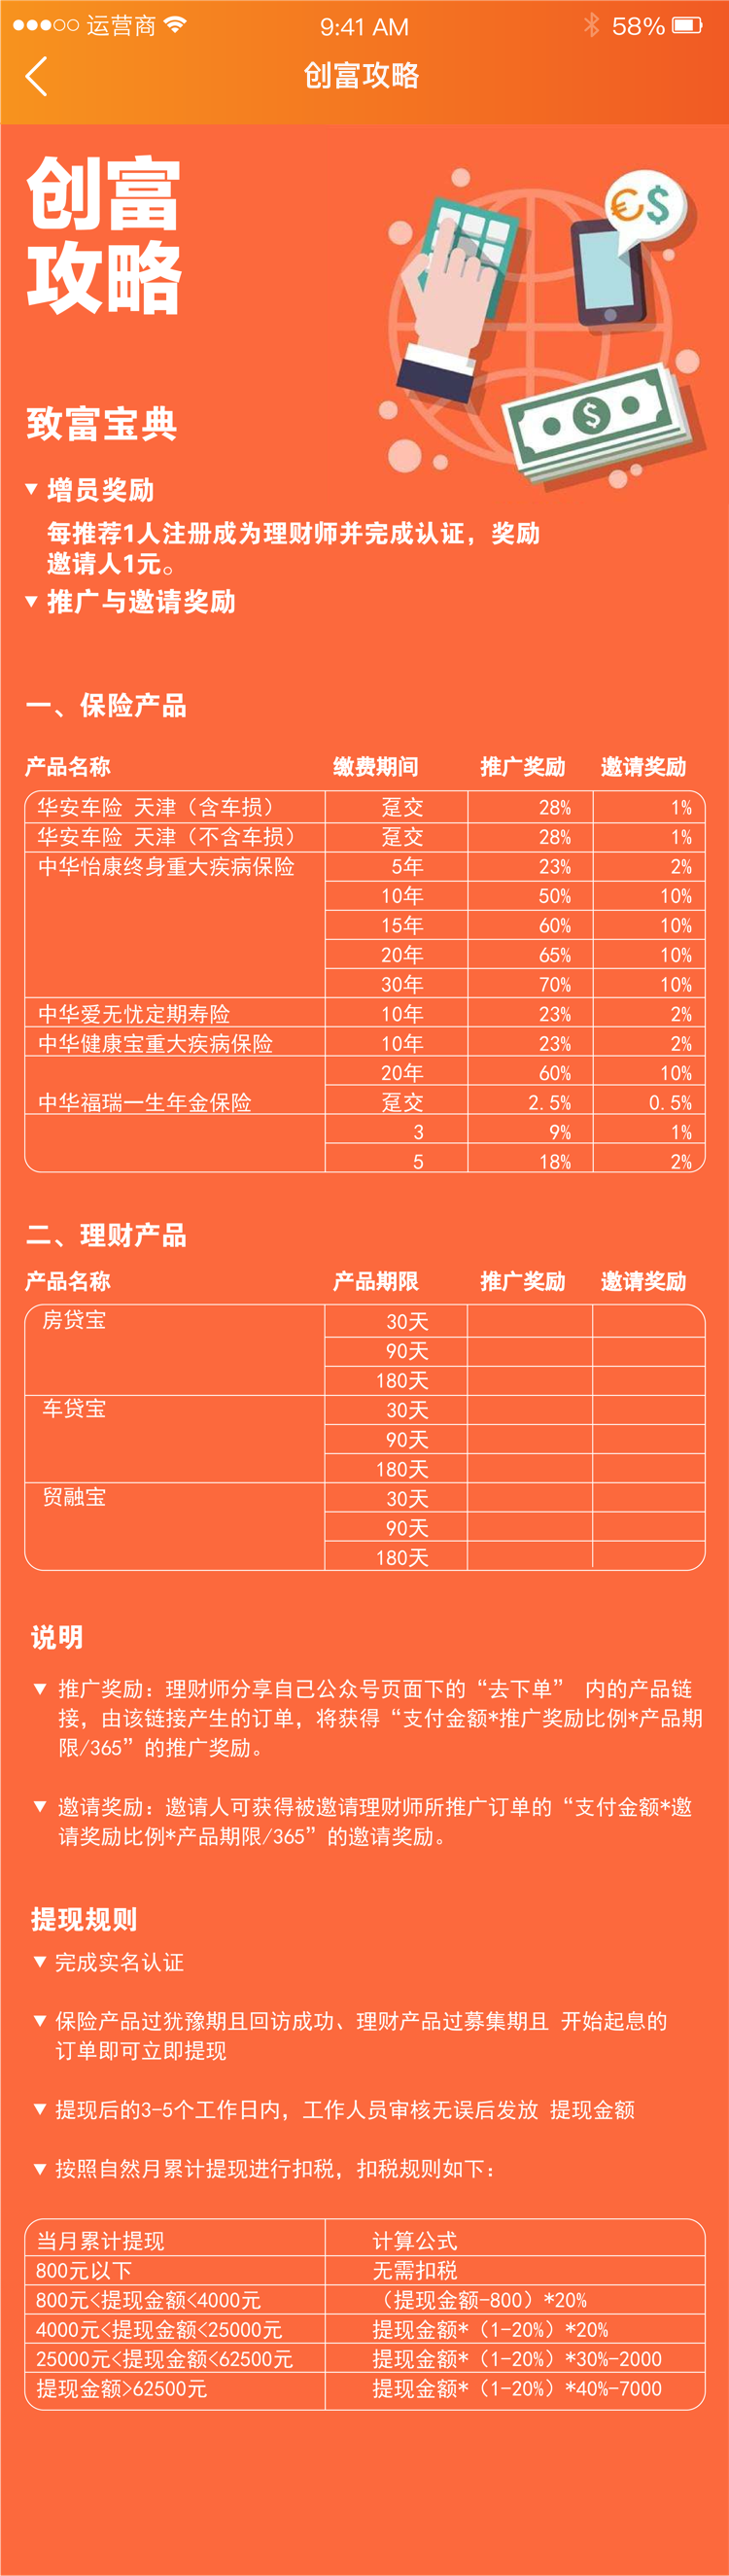 运营商 9:41 AM 58%
创富攻略
创富
攻略
€$
$
致富宝典
增员奖励
每推荐1人注册成为理财师并完成认证，奖励
邀请人1元。
推广与邀请奖励
一、保险产品
产品名称 缴费期间 推广奖励 邀请奖励
华安车险 天津（含车损） 趸交 28% 1%
华安车险 天津（不含车损） 趸交 28% 1%
中华怡康终身重大疾病保险 5年 23% 2%
10年 50% 10%
15年 60% 10%
20年 65% 10%
30年 70% 10%
中华爱无忧定期寿险 10年 23% 2%
中华健康宝重大疾病保险 10年 23% 2%
20年 60% 10%
中华福瑞一生年金保险 趸交 2.5% 0.5%
3 9% 1%
5 18% 2%
二、理财产品
产品名称 产品期限 推广奖励 邀请奖励
房贷宝 30天
90天
180天
车贷宝 30天
90天
180天
贸融宝 30天
90天
180天
说明
推广奖励：理财师分享自己公众号页面下的“去下单” 内的产品链
接，由该链接产生的订单，将获得“支付金额*推广奖励比例*产品期
限/365”的推广奖励。
邀请奖励：邀请人可获得被邀请理财师所推广订单的“支付金额*邀
请奖励比例*产品期限/365”的邀请奖励。
提现规则
完成实名认证
保险产品过犹豫期且回访成功、理财产品过募集期且 开始起息的
订单即可立即提现
提现后的3-5个工作日内，工作人员审核无误后发放 提现金额
按照自然月累计提现进行扣税，扣税规则如下：
当月累计提现 计算公式
800元以下 无需扣税
800元<提现金额<4000元 （提现金额-800）*20%
4000元<提现金额<25000元 提现金额*（1-20%）*20%
25000元<提现金额<62500元 提现金额*（1-20%）*30%-2000
提现金额>62500元 提现金额*（1-20%）*40%-7000